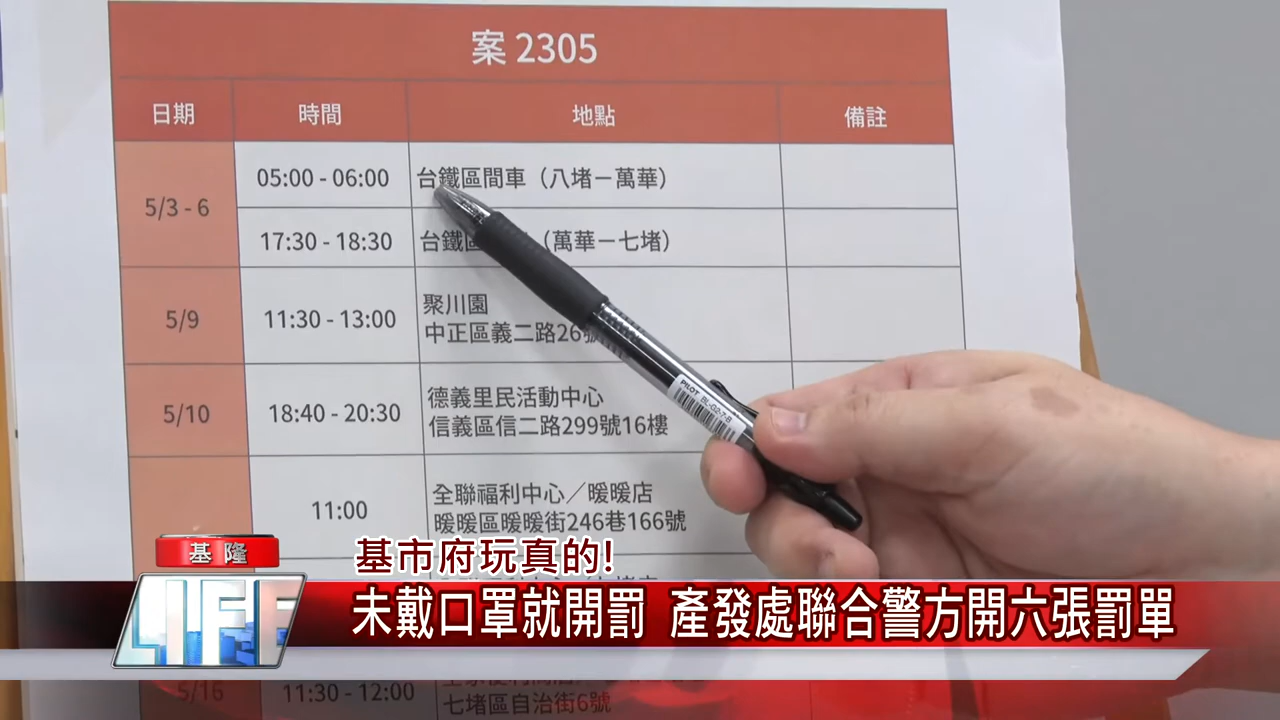 案 2305
日期 時間 地點 備註
5/3 - 6
05:00 - 06:00 台鐵區間車（八堵－萬華）
17:30 - 18:30 台鐵 （萬華－七堵）
5/9 11:30 - 13:00 聚川園
中正區義二路26號
5/10 18:40 - 20:30 德義里民活動中心
信義區信二路299號16樓
11:00 全聯福利中心／暖暖店
暖暖區暖暖街246巷166號
基隆
LIFE
基市府玩真的!
未戴口罩就開罰 產發處聯合警方開六張罰單
5/16 11:30 - 12:00
七堵區自治街6號
PILOT BL-G2-7-B